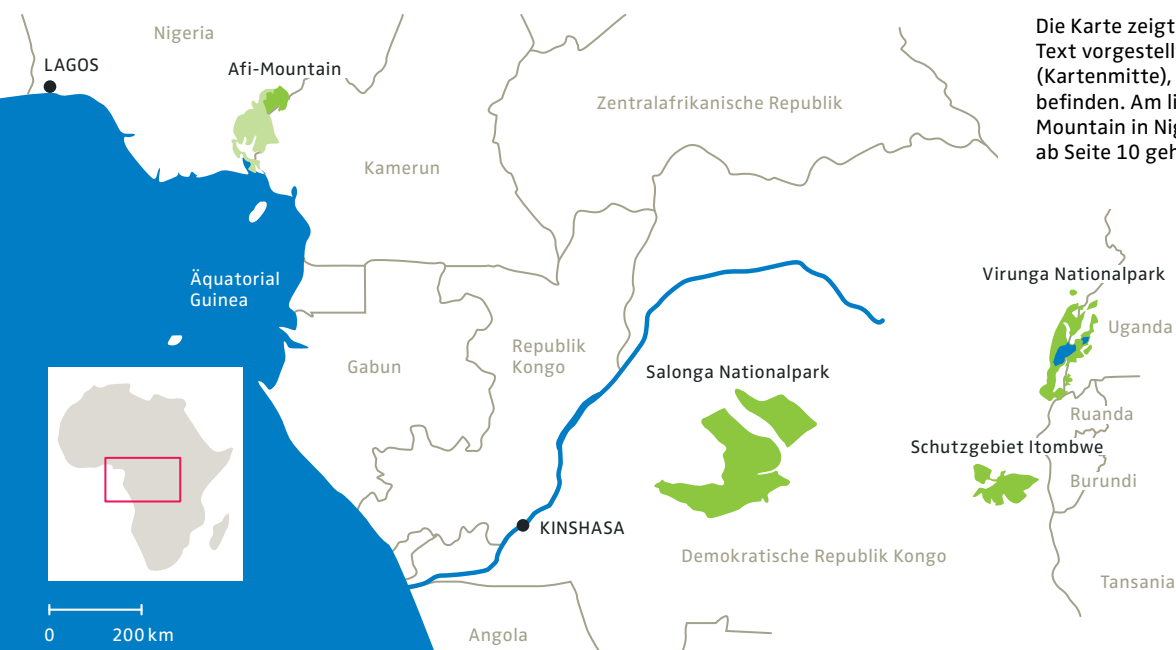 Nigeria
LAGOS
Afi-Mountain
Zentralafrikanische Republik
Kamerun
Die Karte zeigt
Text vorgestell
(Kartenmitte),
befinden. Am li
Mountain in Nig
ab Seite 10 geh
Äquatorial
Guinea
Virunga Nationalpark
Uganda
Republik
Kongo
Gabun
Salonga Nationalpark
Ruanda
Schutzgebiet Itombwe
Burundi
KINSHASA
Demokratische Republik Kongo
Tansania
0 200 km
Angola